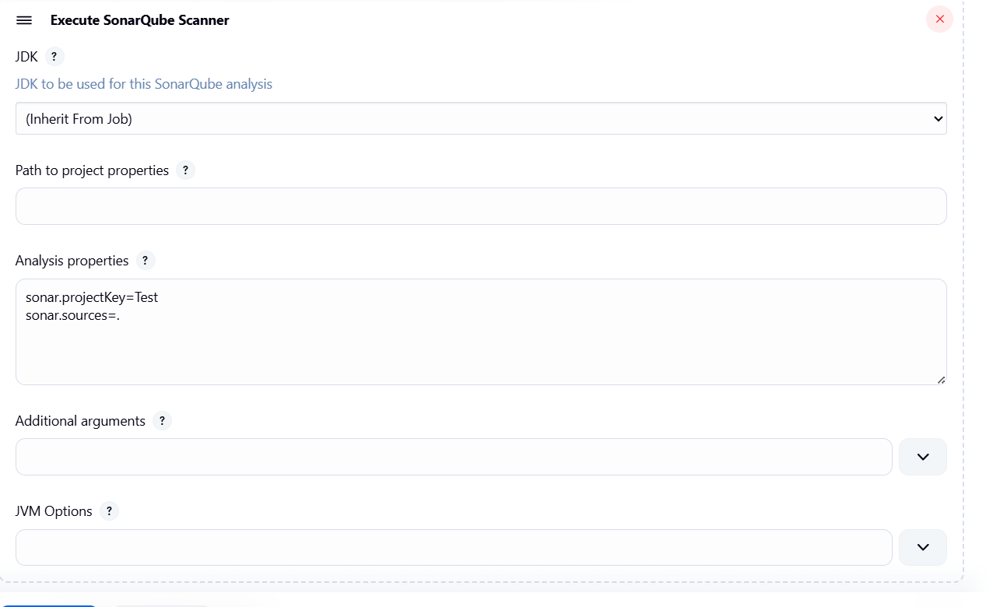 Execute SonarQube Scanner
JDK ?
JDK to be used for this SonarQube analysis
(Inherit From Job)
Path to project properties ?
Analysis properties ?
sonar.projectKey=Test
sonar.sources=.
Additional arguments ?
JVM Options ?